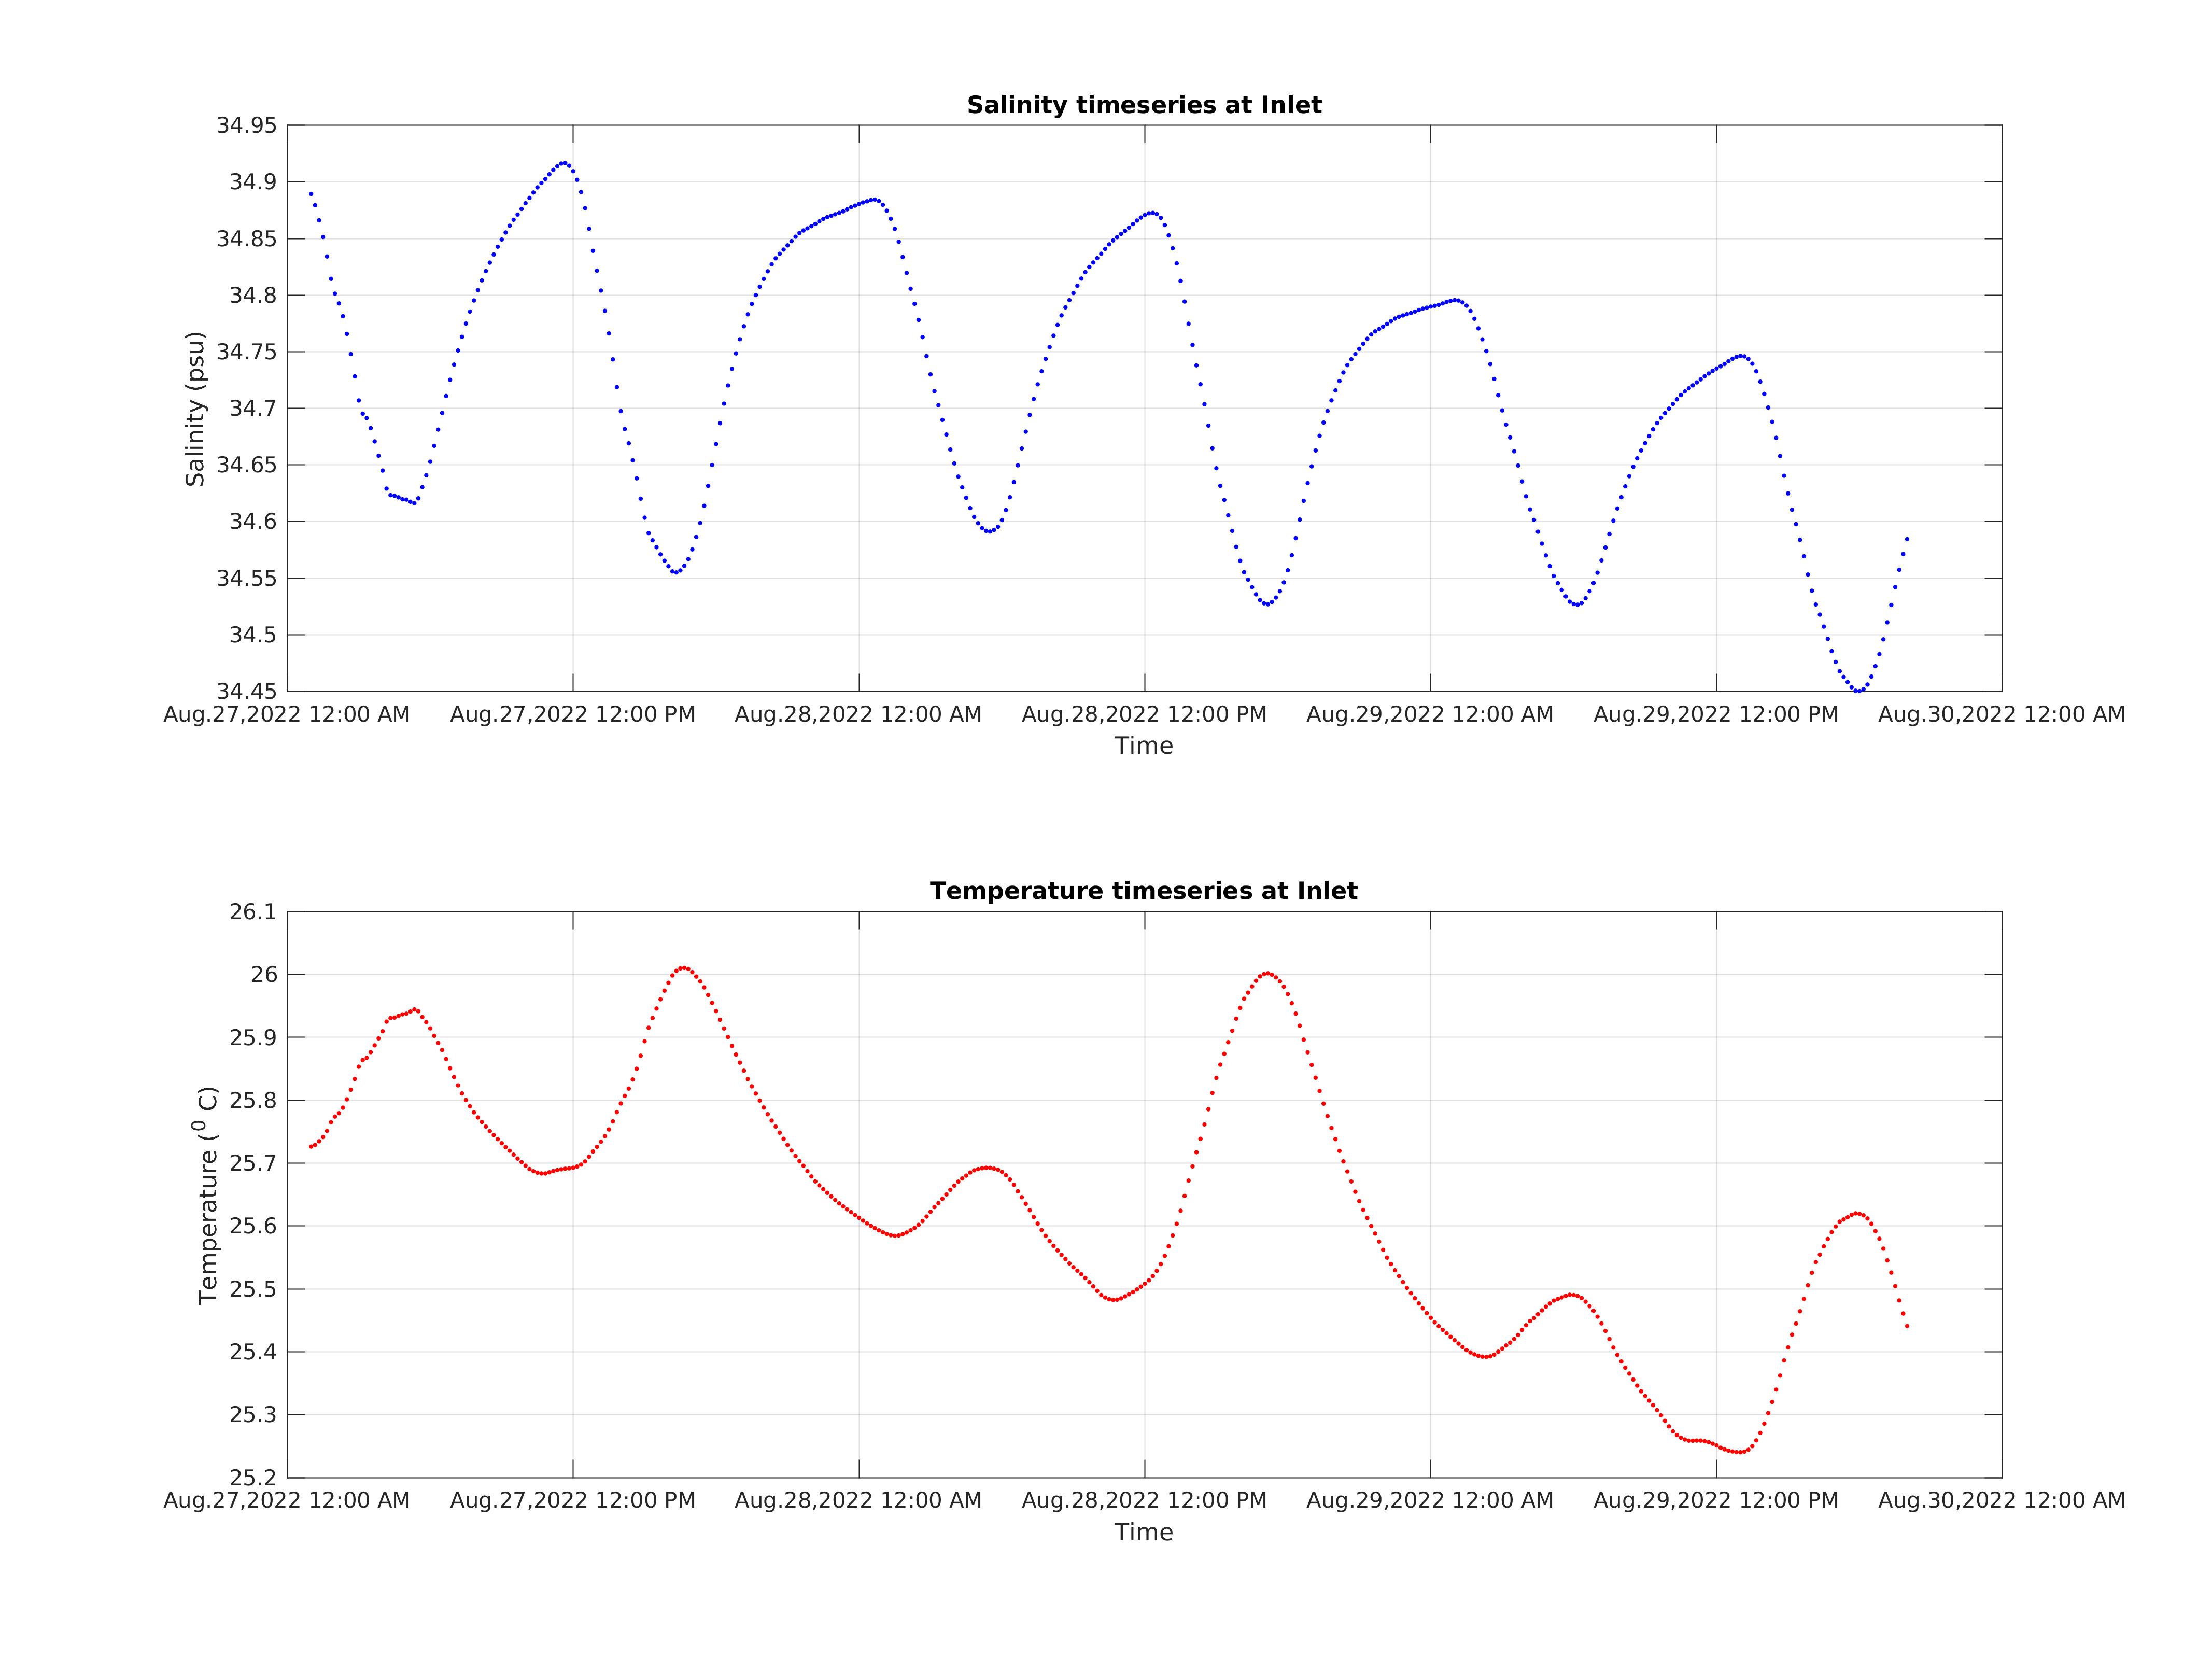 Salinity timeseries at Inlet
34.95
34.9
34.85
34.8
34.75
34.7
34.65
34.6
34.55
34.5
34.45
Salinity (psu)
Aug.27,2022 12:00 AM Aug.27,2022 12:00 PM Aug.28,2022 12:00 AM Aug.28,2022 12:00 PM Aug.29,2022 12:00 AM Aug.29,2022 12:00 PM Aug.30,2022 12:00 AM
Time
Temperature timeseries at Inlet
26.1
26
25.9
25.8
25.7
25.6
25.5
25.4
25.3
25.2
Temperature (⁰ C)
Aug.27,2022 12:00 AM Aug.27,2022 12:00 PM Aug.28,2022 12:00 AM Aug.28,2022 12:00 PM Aug.29,2022 12:00 AM Aug.29,2022 12:00 PM Aug.30,2022 12:00 AM
Time